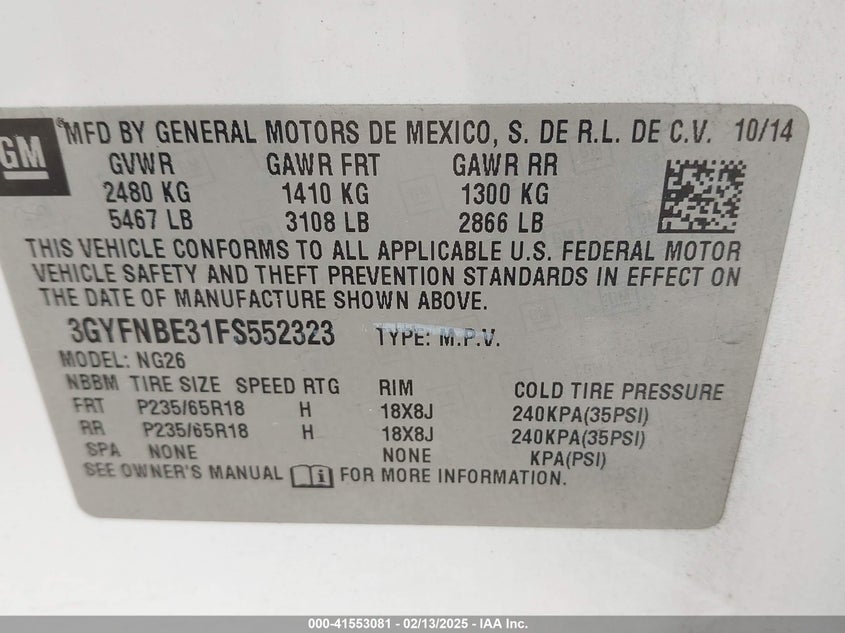 GM
MFD BY GENERAL MOTORS DE MEXICO, S. DE R.L. DE C.V. 10/14
GVWR GAWR FRT GAWR RR
2480 KG 1410 KG 1300 KG
5467 LB 3108 LB 2866 LB
THIS VEHICLE CONFORMS TO ALL APPLICABLE U.S. FEDERAL MOTOR
VEHICLE SAFETY AND THEFT PREVENTION STANDARDS IN EFFECT ON
THE DATE OF MANUFACTURE SHOWN ABOVE.
3GYFNBE31FS552323 TYPE: M.P.V.
MODEL: NG26
NBBM TIRE SIZE SPEED RTG RIM COLD TIRE PRESSURE
FRT P235/65R18 H 18X8J 240KPA(35PSI)
RR P235/65R18 H 18X8J 240KPA(35PSI)
SPA NONE NONE KPA(PSI)
SEE OWNER'S MANUAL i FOR MORE INFORMATION.
000-41553081 - 02/13/2025 - IAA Inc.